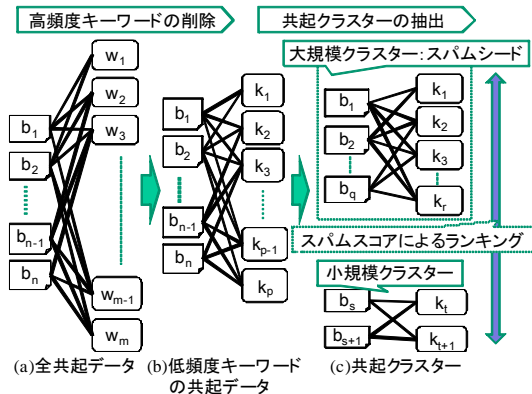 高頻度キーワードの削除
共起クラスターの抽出
大規模クラスター：スパムシード
w1
w2
w3
wm-1
wm
b1
b2
bn-1
bn
b1
b2
bn-1
bn
k1
k2
k3
kp-1
kp
b1
b2
bq
k1
k2
k3
kr
スパムスコアによるランキング
小規模クラスター
bs
bs+1
kt
kt+1
(a)全共起データ
(b)低頻度キーワード
の共起データ
(c)共起クラスター